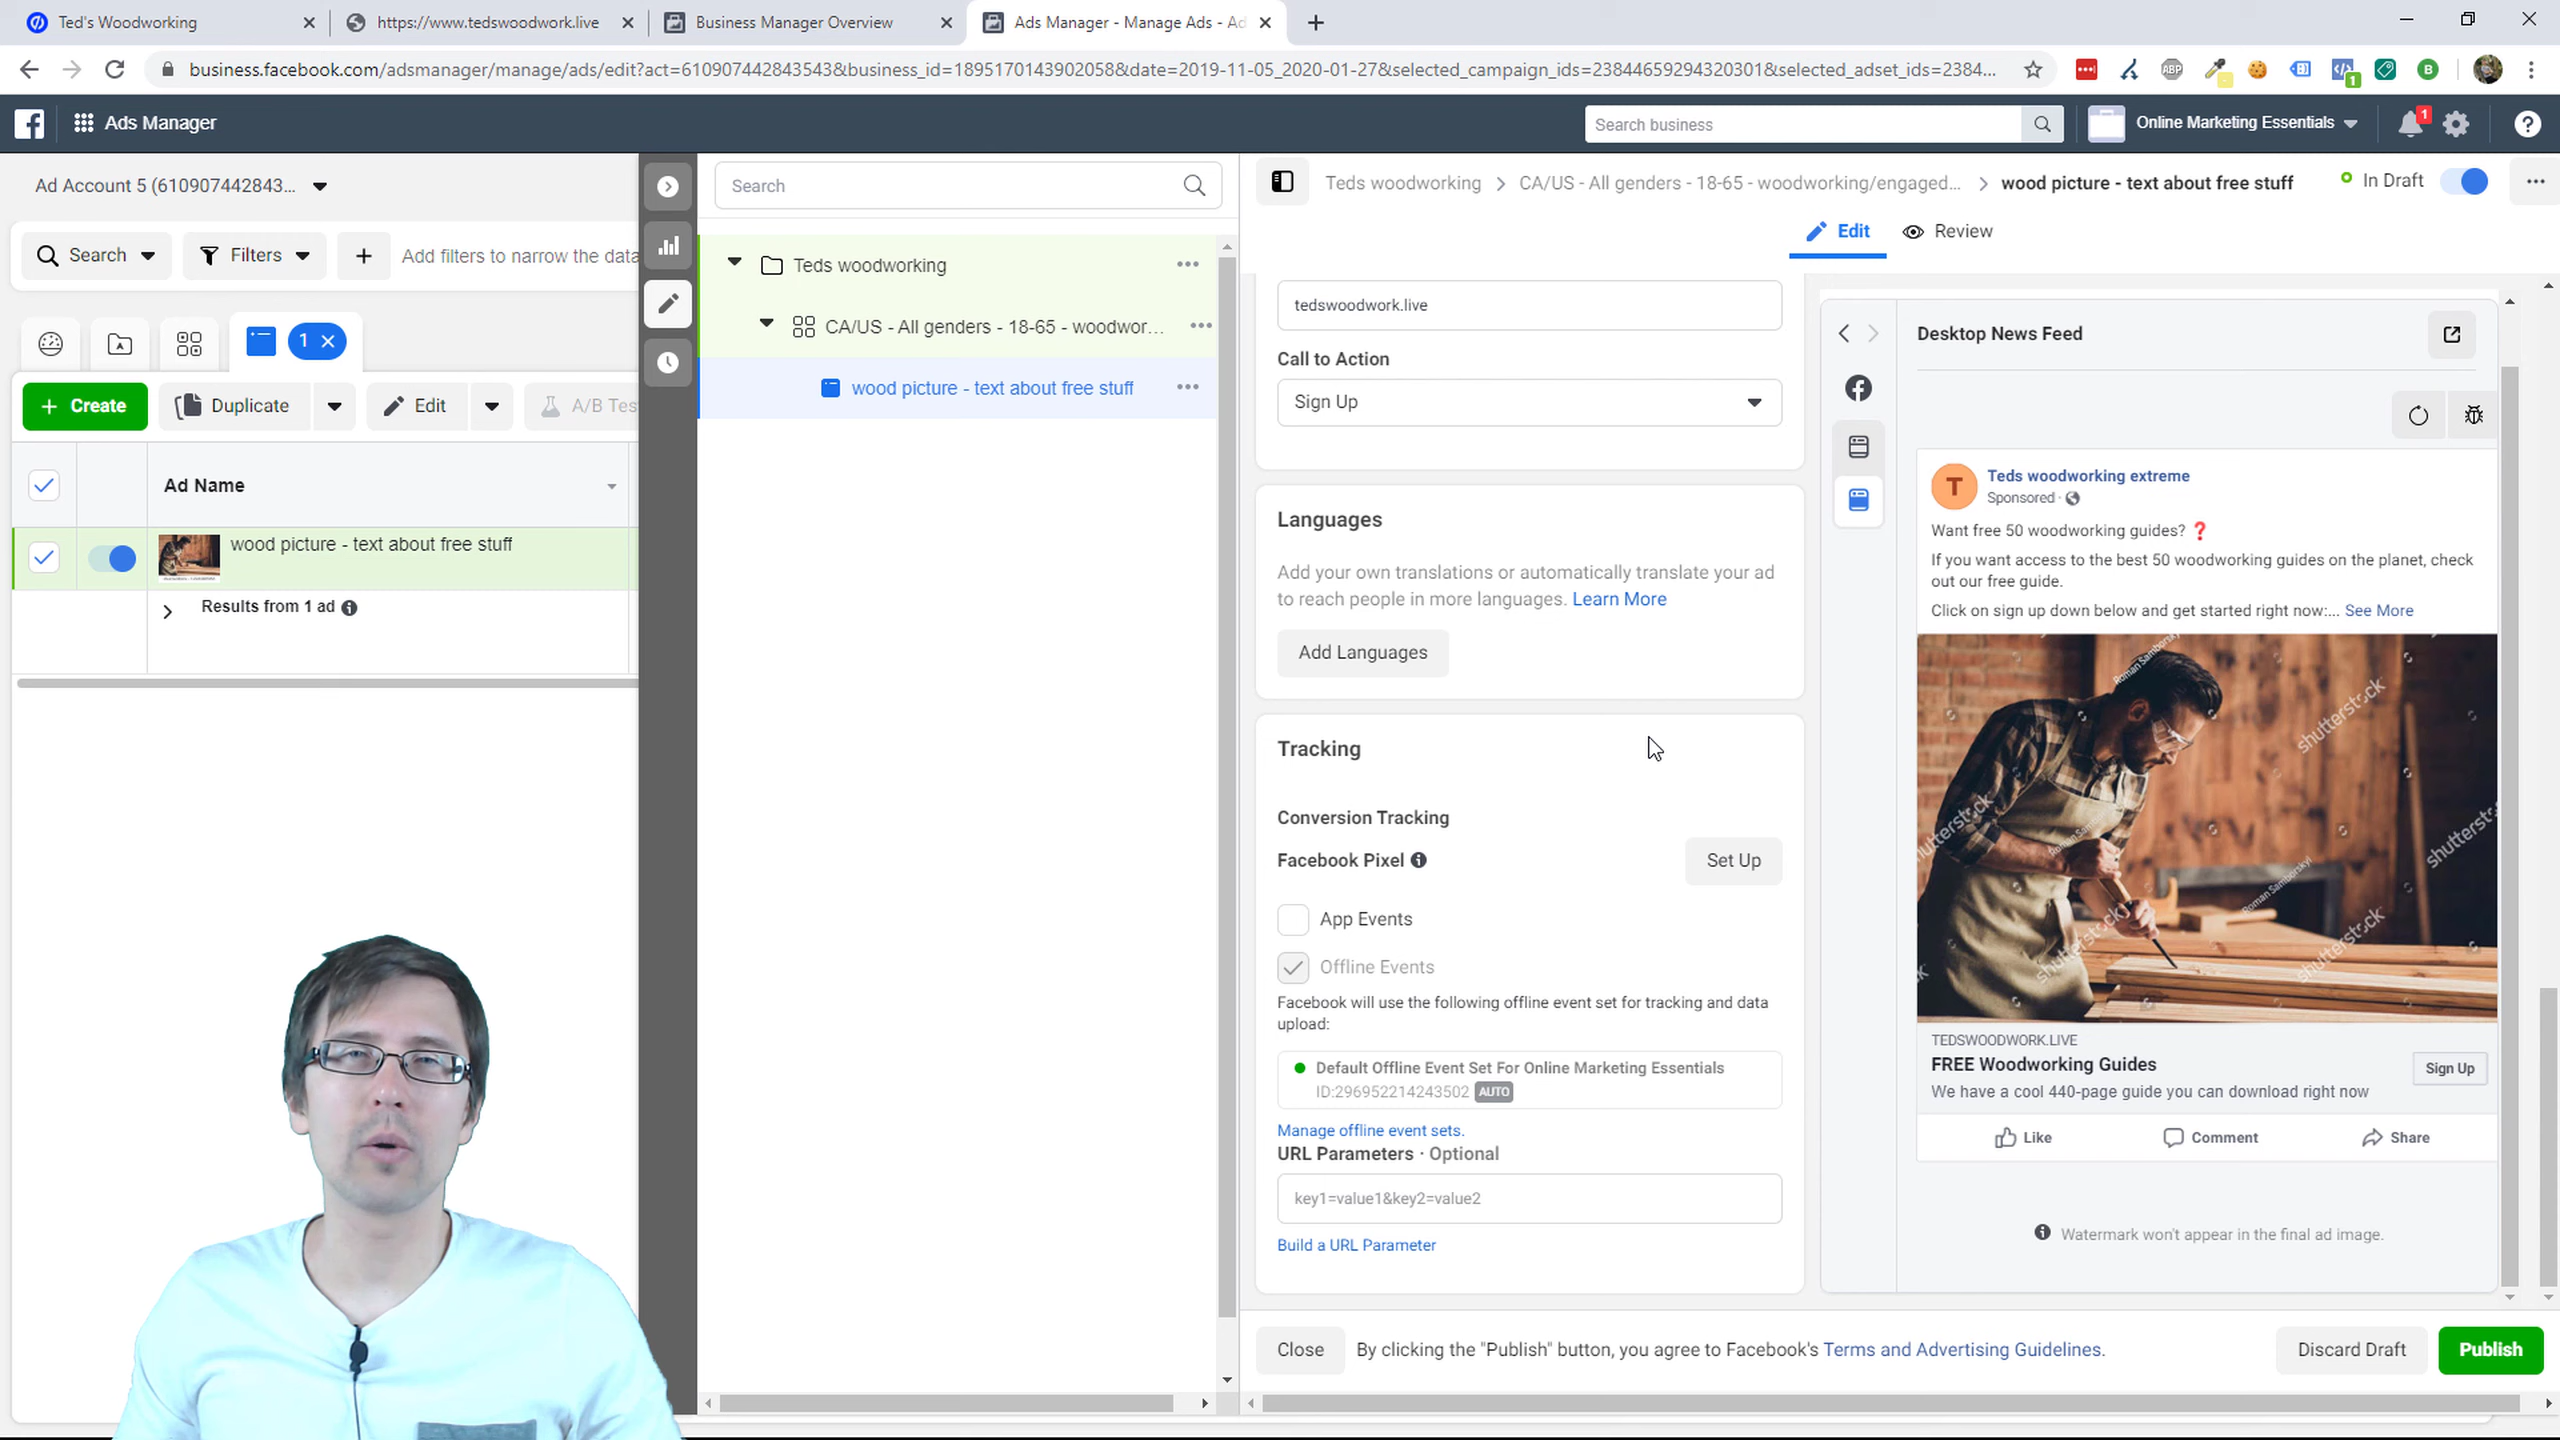 Ted's Woodworking
https://www.tedswoodwork.live
Business Manager Overview
Ads Manager - Manage Ads - Ad
business.facebook.com/adsmanager/manage/ads/edit?act=610907442843543&business_id=1895170143902058&date=2019-11-05_2020-01-27&selected_campaign_ids=23844659294320301&selected_adset_ids=2384...
ABP
1
B
Ads Manager
Search business
Online Marketing Essentials
1
Ad Account 5 (610907442843...
Search
Filters
Add filters to narrow the data
1
Create
Duplicate
Edit
A/B Tes
Ad Name
wood picture - text about free stuff
Results from 1 ad
Search
Teds woodworking
CA/US - All genders - 18-65 - woodwor...
wood picture - text about free stuff
Teds woodworking
CA/US - All genders - 18-65 - woodworking/engaged...
wood picture - text about free stuff
In Draft
Edit
Review
tedswoodwork.live
Call to Action
Sign Up
Languages
Add your own translations or automatically translate your ad
to reach people in more languages. Learn More
Add Languages
Tracking
Conversion Tracking
Facebook Pixel
Set Up
App Events
Offline Events
Facebook will use the following offline event set for tracking and data
upload:
Default Offline Event Set For Online Marketing Essentials
ID:296952214243502 AUTO
Manage offline event sets.
URL Parameters · Optional
key1=value1&key2=value2
Build a URL Parameter
Desktop News Feed
T
Teds woodworking extreme
Sponsored ·
Want free 50 woodworking guides? ❓
If you want access to the best 50 woodworking guides on the planet, check
out our free guide.
Click on sign up down below and get started right now:... See More
shutterstock
Roman Samborskyi
TEDSWOODWORK.LIVE
FREE Woodworking Guides
We have a cool 440-page guide you can download right now
Sign Up
Like
Comment
Share
Watermark won't appear in the final ad image.
Close
By clicking the "Publish" button, you agree to Facebook's Terms and Advertising Guidelines.
Discard Draft
Publish